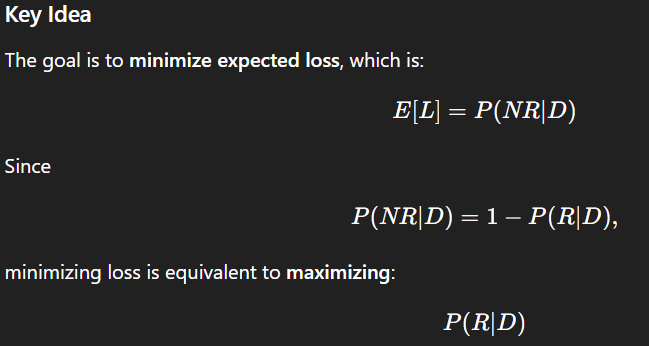 Key Idea
The goal is to minimize expected loss, which is:
E[L] = P(NR|D)
Since
P(NR|D) = 1 − P(R|D),
minimizing loss is equivalent to maximizing:
P(R|D)